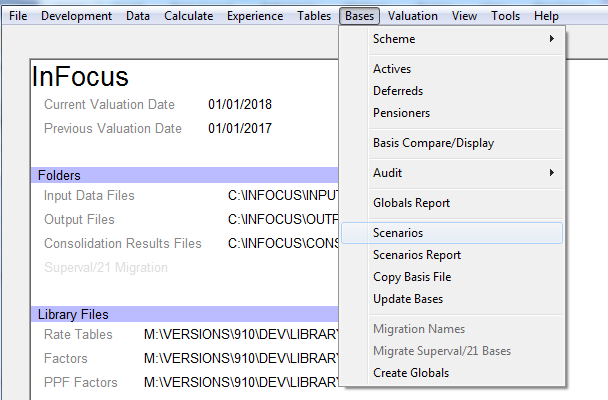 File Development Data Calculate Experience Tables Bases Valuation View Tools Help
Scheme
Actives
Deferreds
Pensioners
Basis Compare/Display
Audit
Globals Report
Scenarios
Scenarios Report
Copy Basis File
Update Bases
Migration Names
Migrate Superval/21 Bases
Create Globals
InFocus
Current Valuation Date 01/01/2018
Previous Valuation Date 01/01/2017
Folders
Input Data Files C:\INFOCUS\INPUT
Output Files C:\INFOCUS\OUTP
Consolidation Results Files C:\INFOCUS\CONS
Superval/21 Migration
Library Files
Rate Tables M:\VERSIONS\910\DEV\LIBRARY
Factors M:\VERSIONS\910\DEV\LIBRARY
PPF Factors M:\VERSIONS\910\DEV\LIBRARY